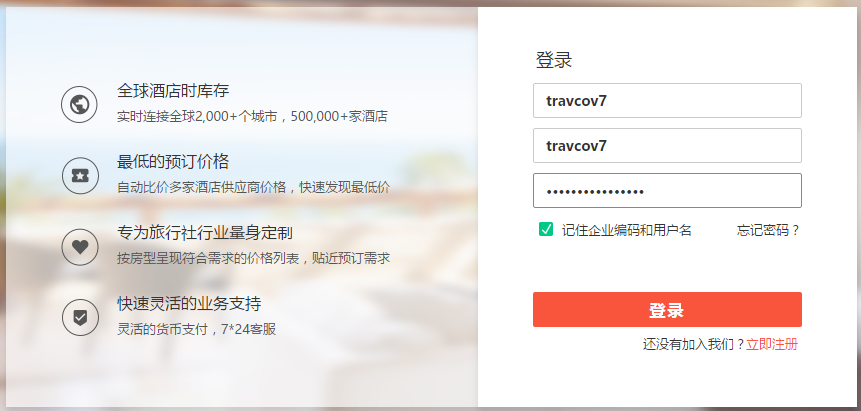 全球酒店时库存
实时连接全球2,000+个城市，500,000+家酒店
最低的预订价格
自动比价多家酒店供应商价格，快速发现最低价
专为旅行社行业量身定制
按房型呈现符合需求的价格列表，贴近预订需求
快速灵活的业务支持
灵活的货币支付，7*24客服
登录
travcov7
travcov7
••••••••••••••••
记住企业编码和用户名 忘记密码？
登录
还没有加入我们？立即注册